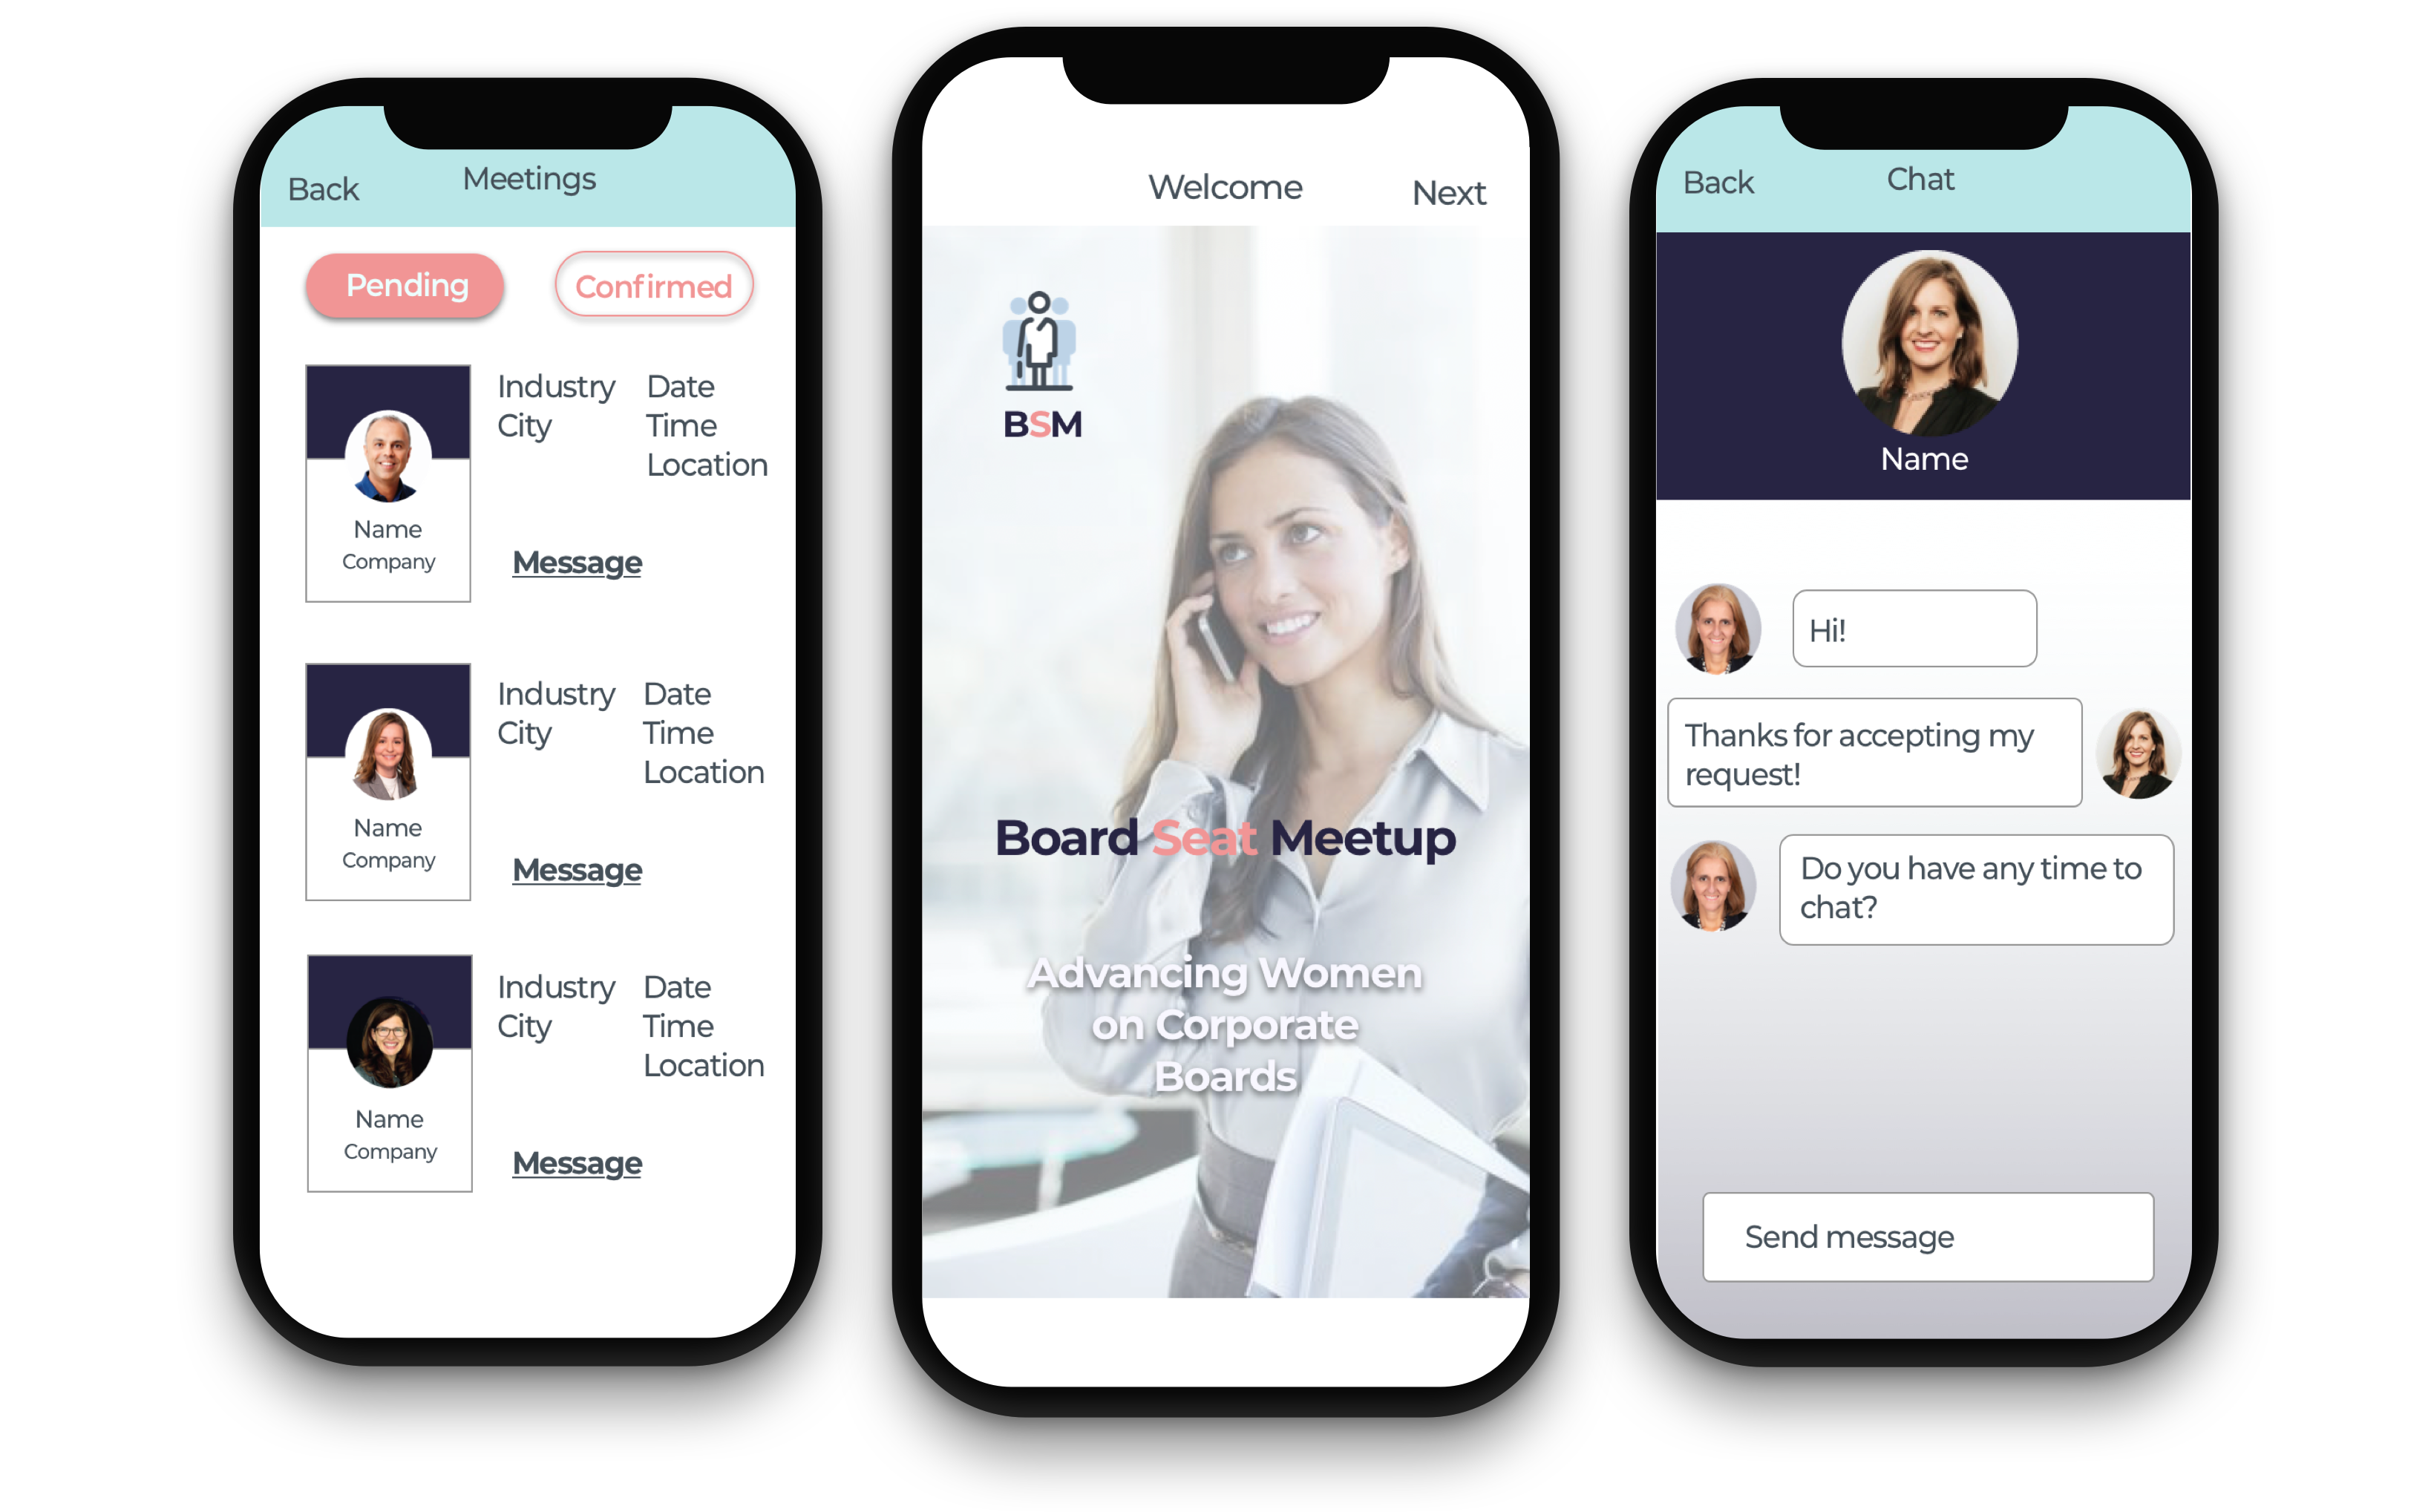 Back
Meetings
Pending
Confirmed
Industry
City
Date
Time
Location
Name
Company
Message
Industry
City
Date
Time
Location
Name
Company
Message
Industry
City
Date
Time
Location
Name
Company
Message
Welcome
Next
BSM
Board Seat Meetup
Advancing Women
on Corporate
Boards
Back
Chat
Name
Hi!
Thanks for accepting my
request!
Do you have any time to
chat?
Send message